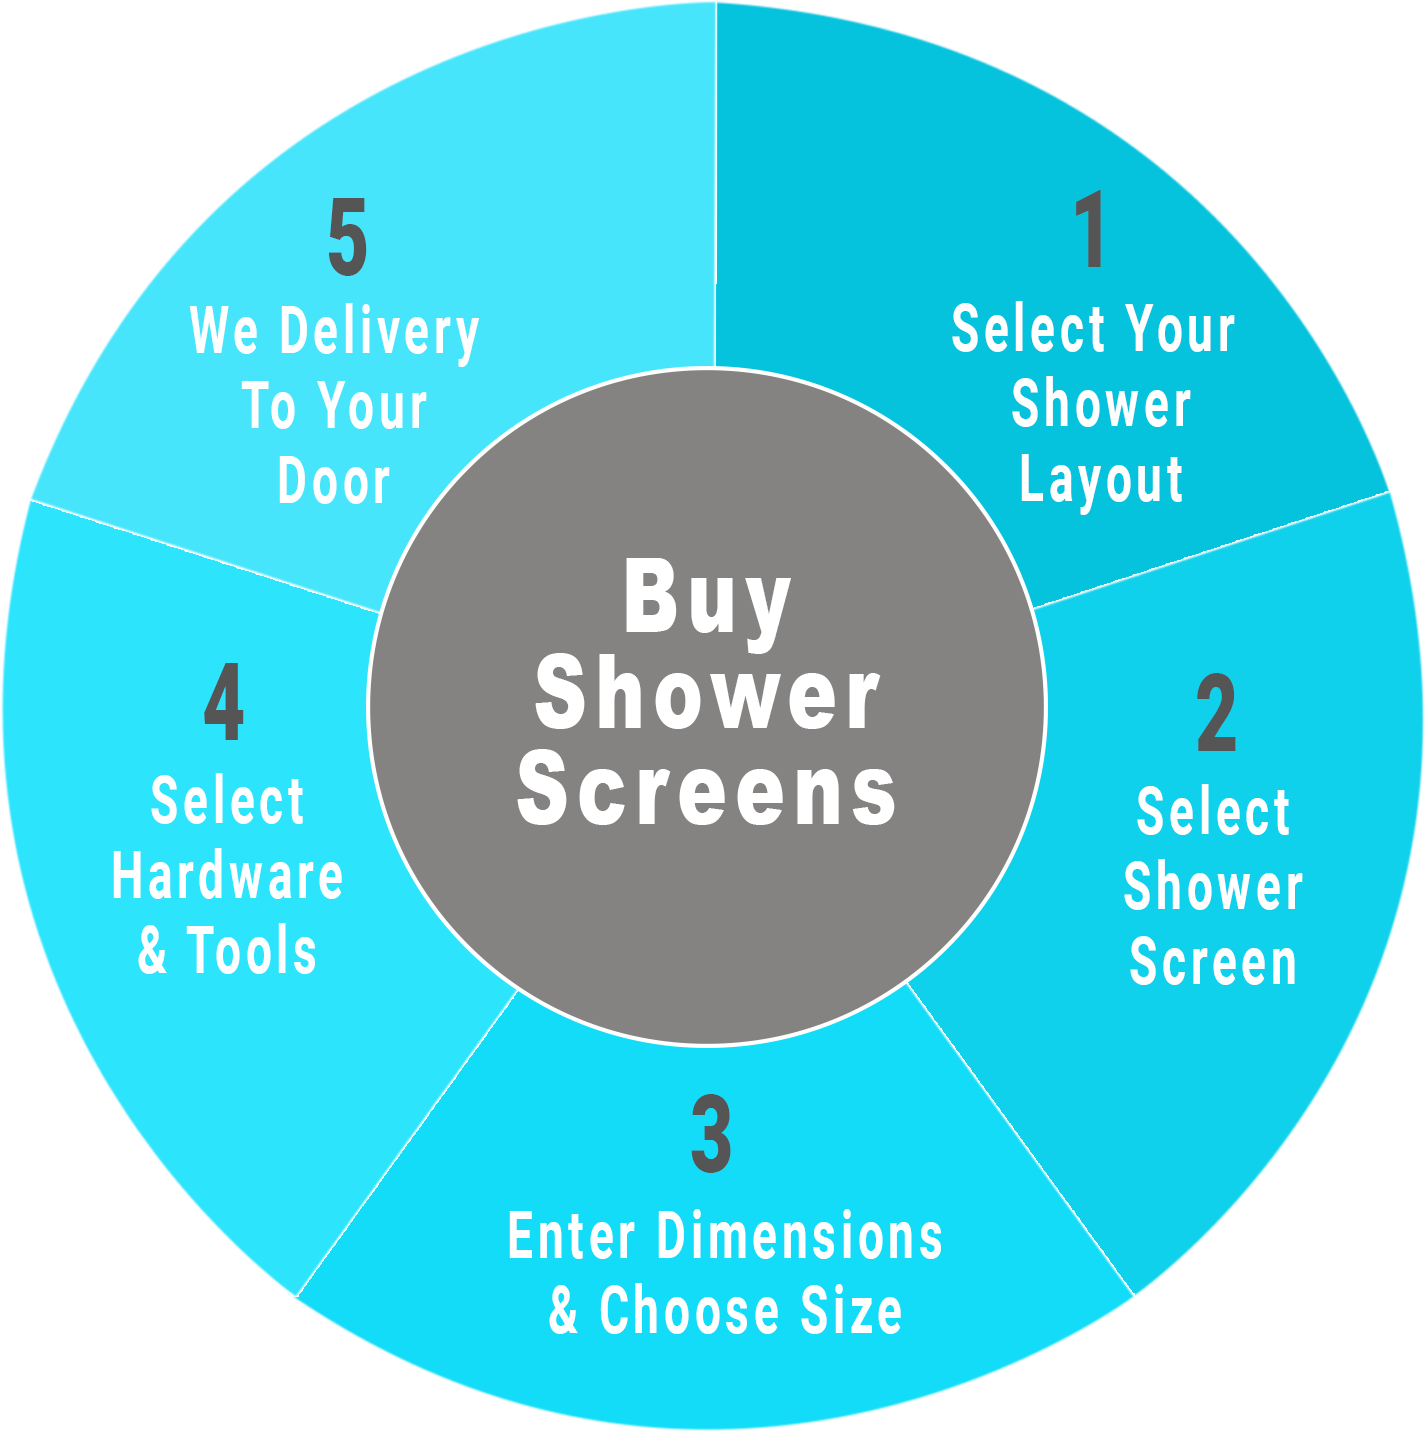 Buy
Shower
Screens
1
Select Your
Shower
Layout
2
Select
Shower
Screen
3
Enter Dimensions
& Choose Size
4
Select
Hardware
& Tools
5
We Delivery
To Your
Door